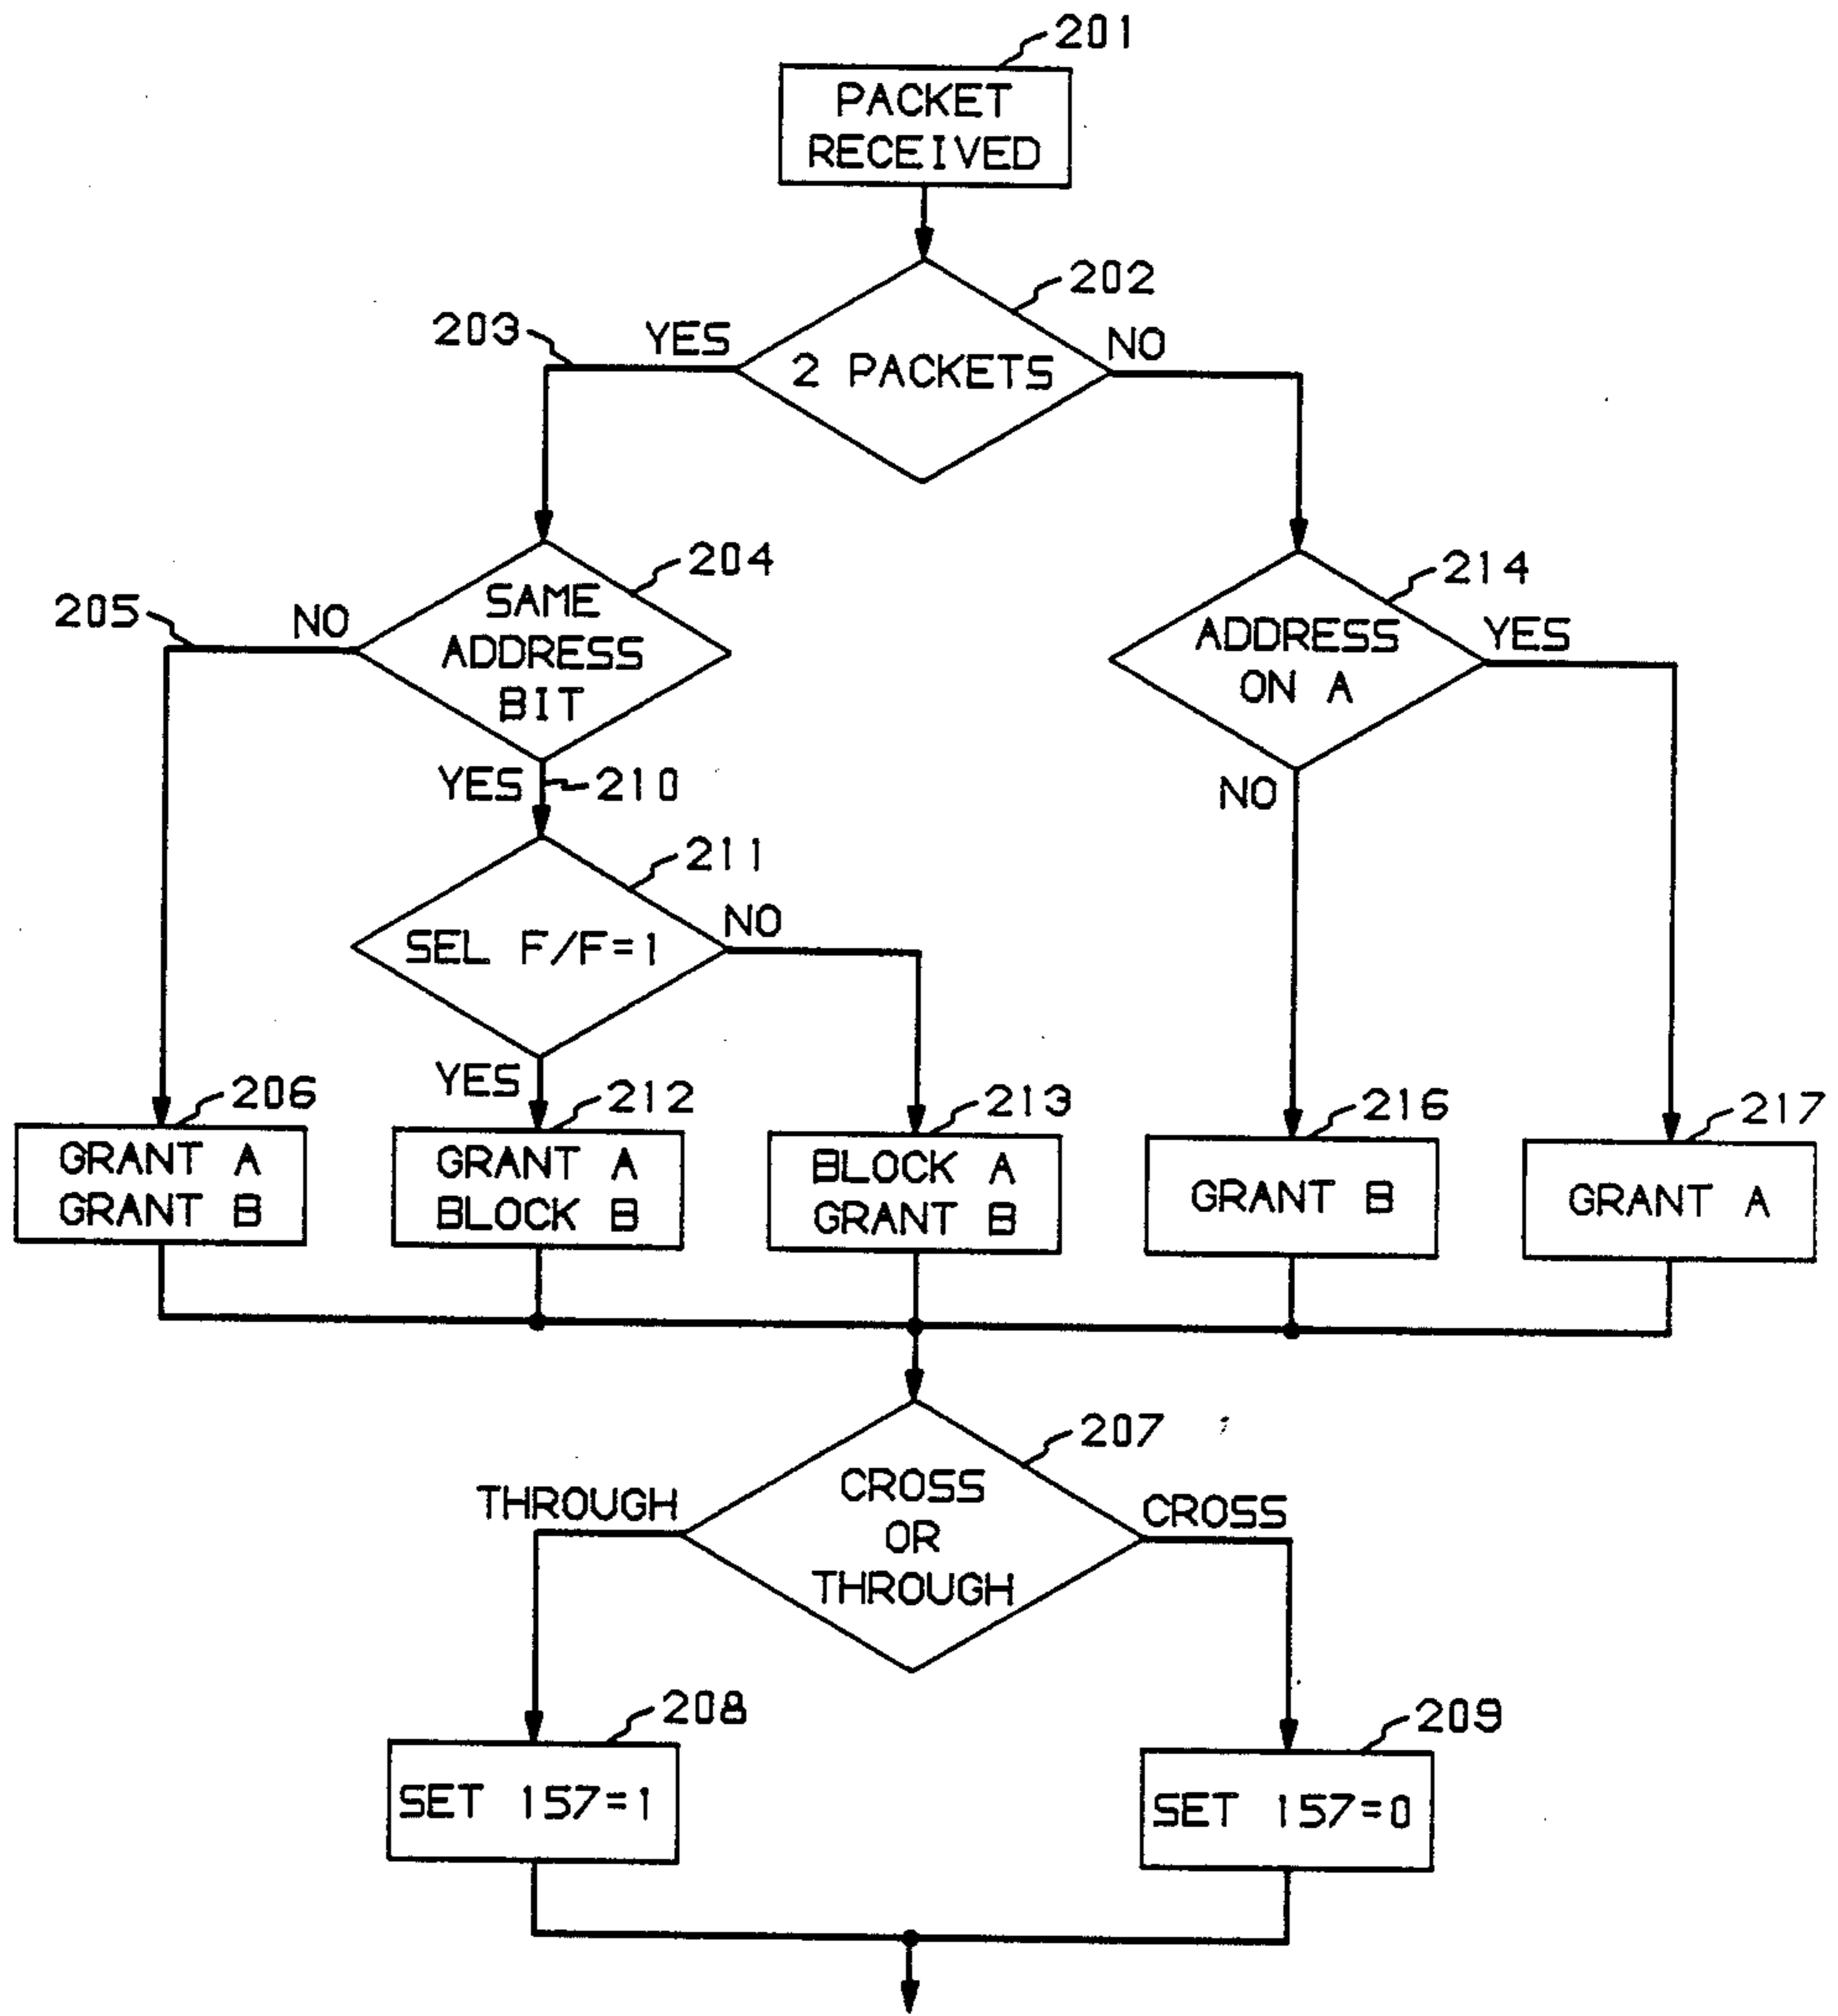 201
PACKET
RECEIVED
202
203
YES
NO
2 PACKETS
204
214
205
NO
SAME
ADDRESS
BIT
ADDRESS
ON A
YES
YES
210
NO
211
NO
SEL F/F=1
YES
206
212
213
216
217
GRANT A
GRANT B
GRANT A
BLOCK B
BLOCK A
GRANT B
GRANT B
GRANT A
207
THROUGH
CROSS
OR
THROUGH
CROSS
208
209
SET 157=1
SET 157=0